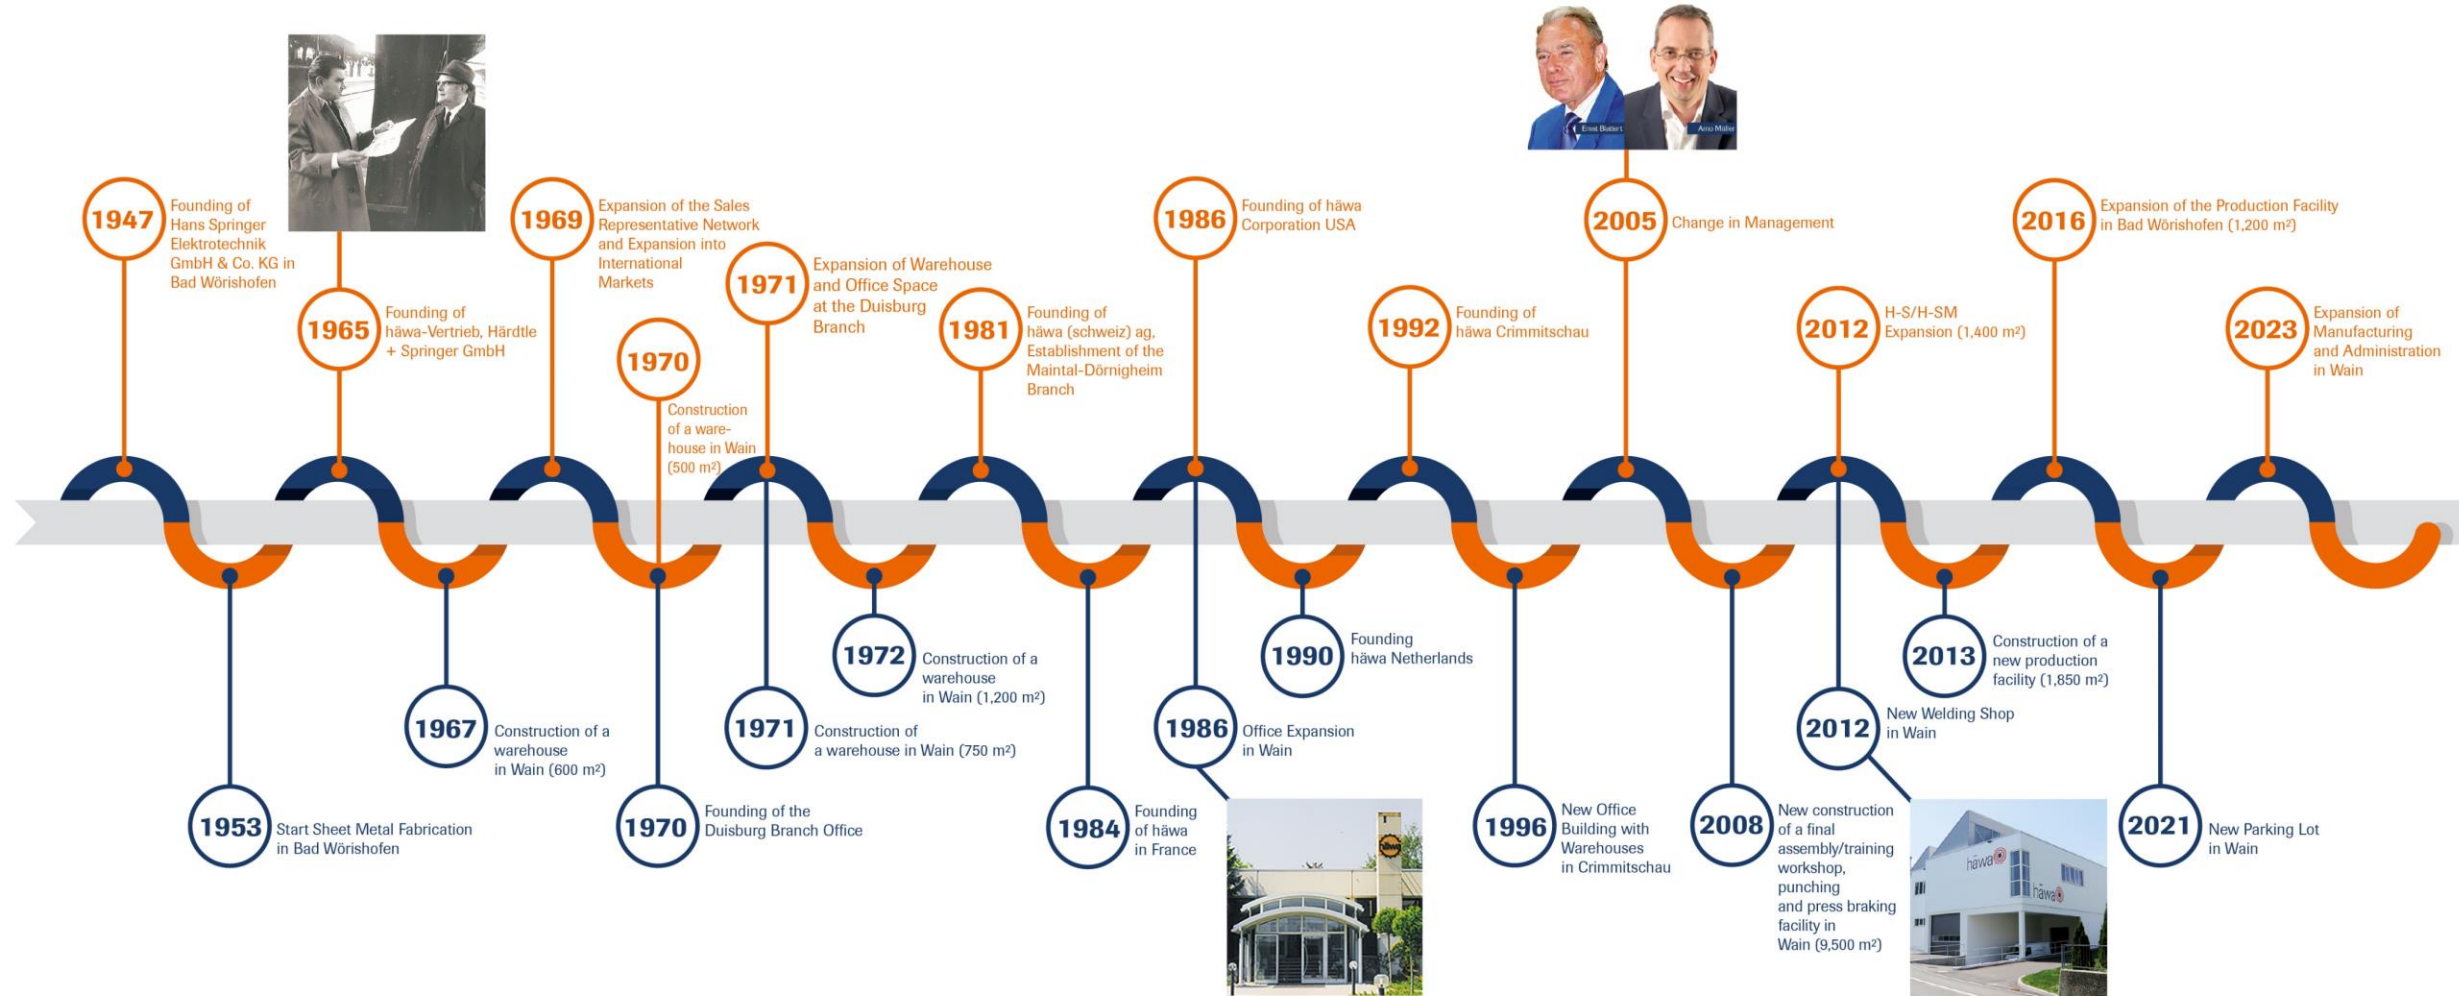 Ernst Blattert
Arno Müller
1947
Founding of
Hans Springer
Elektrotechnik
GmbH & Co. KG in
Bad Wörishofen
1965
Founding of
häwa-Vertrieb, Härdtle
+ Springer GmbH
1969
Expansion of the Sales
Representative Network
and Expansion into
International
Markets
1970
Construction
of a ware-
house in Wain
(500 m²)
1971
Expansion of Warehouse
and Office Space
at the Duisburg
Branch
1981
Founding of
häwa (schweiz) ag,
Establishment of the
Maintal-Dörnigheim
Branch
1986
Founding of häwa
Corporation USA
1992
Founding of
häwa Crimmitschau
2005
Change in Management
2012
H-S/H-SM
Expansion (1,400 m²)
2016
Expansion of the Production Facility
in Bad Wörishofen (1,200 m²)
2023
Expansion of
Manufacturing
and Administration
in Wain
1953
Start Sheet Metal Fabrication
in Bad Wörishofen
1967
Construction of a
warehouse
in Wain (600 m²)
1970
Founding of the
Duisburg Branch Office
1971
Construction of
a warehouse in Wain (750 m²)
1972
Construction of a
warehouse
in Wain (1,200 m²)
1984
Founding
of häwa
in France
1986
Office Expansion
in Wain
häwa
1990
Founding
häwa Netherlands
1996
New Office
Building with
Warehouses
in Crimmitschau
2008
New construction
of a final
assembly/training
workshop,
punching
and press braking
facility in
Wain (9,500 m²)
2012
New Welding Shop
in Wain
häwa
häwa
2013
Construction of a
new production
facility (1,850 m²)
2021
New Parking Lot
in Wain